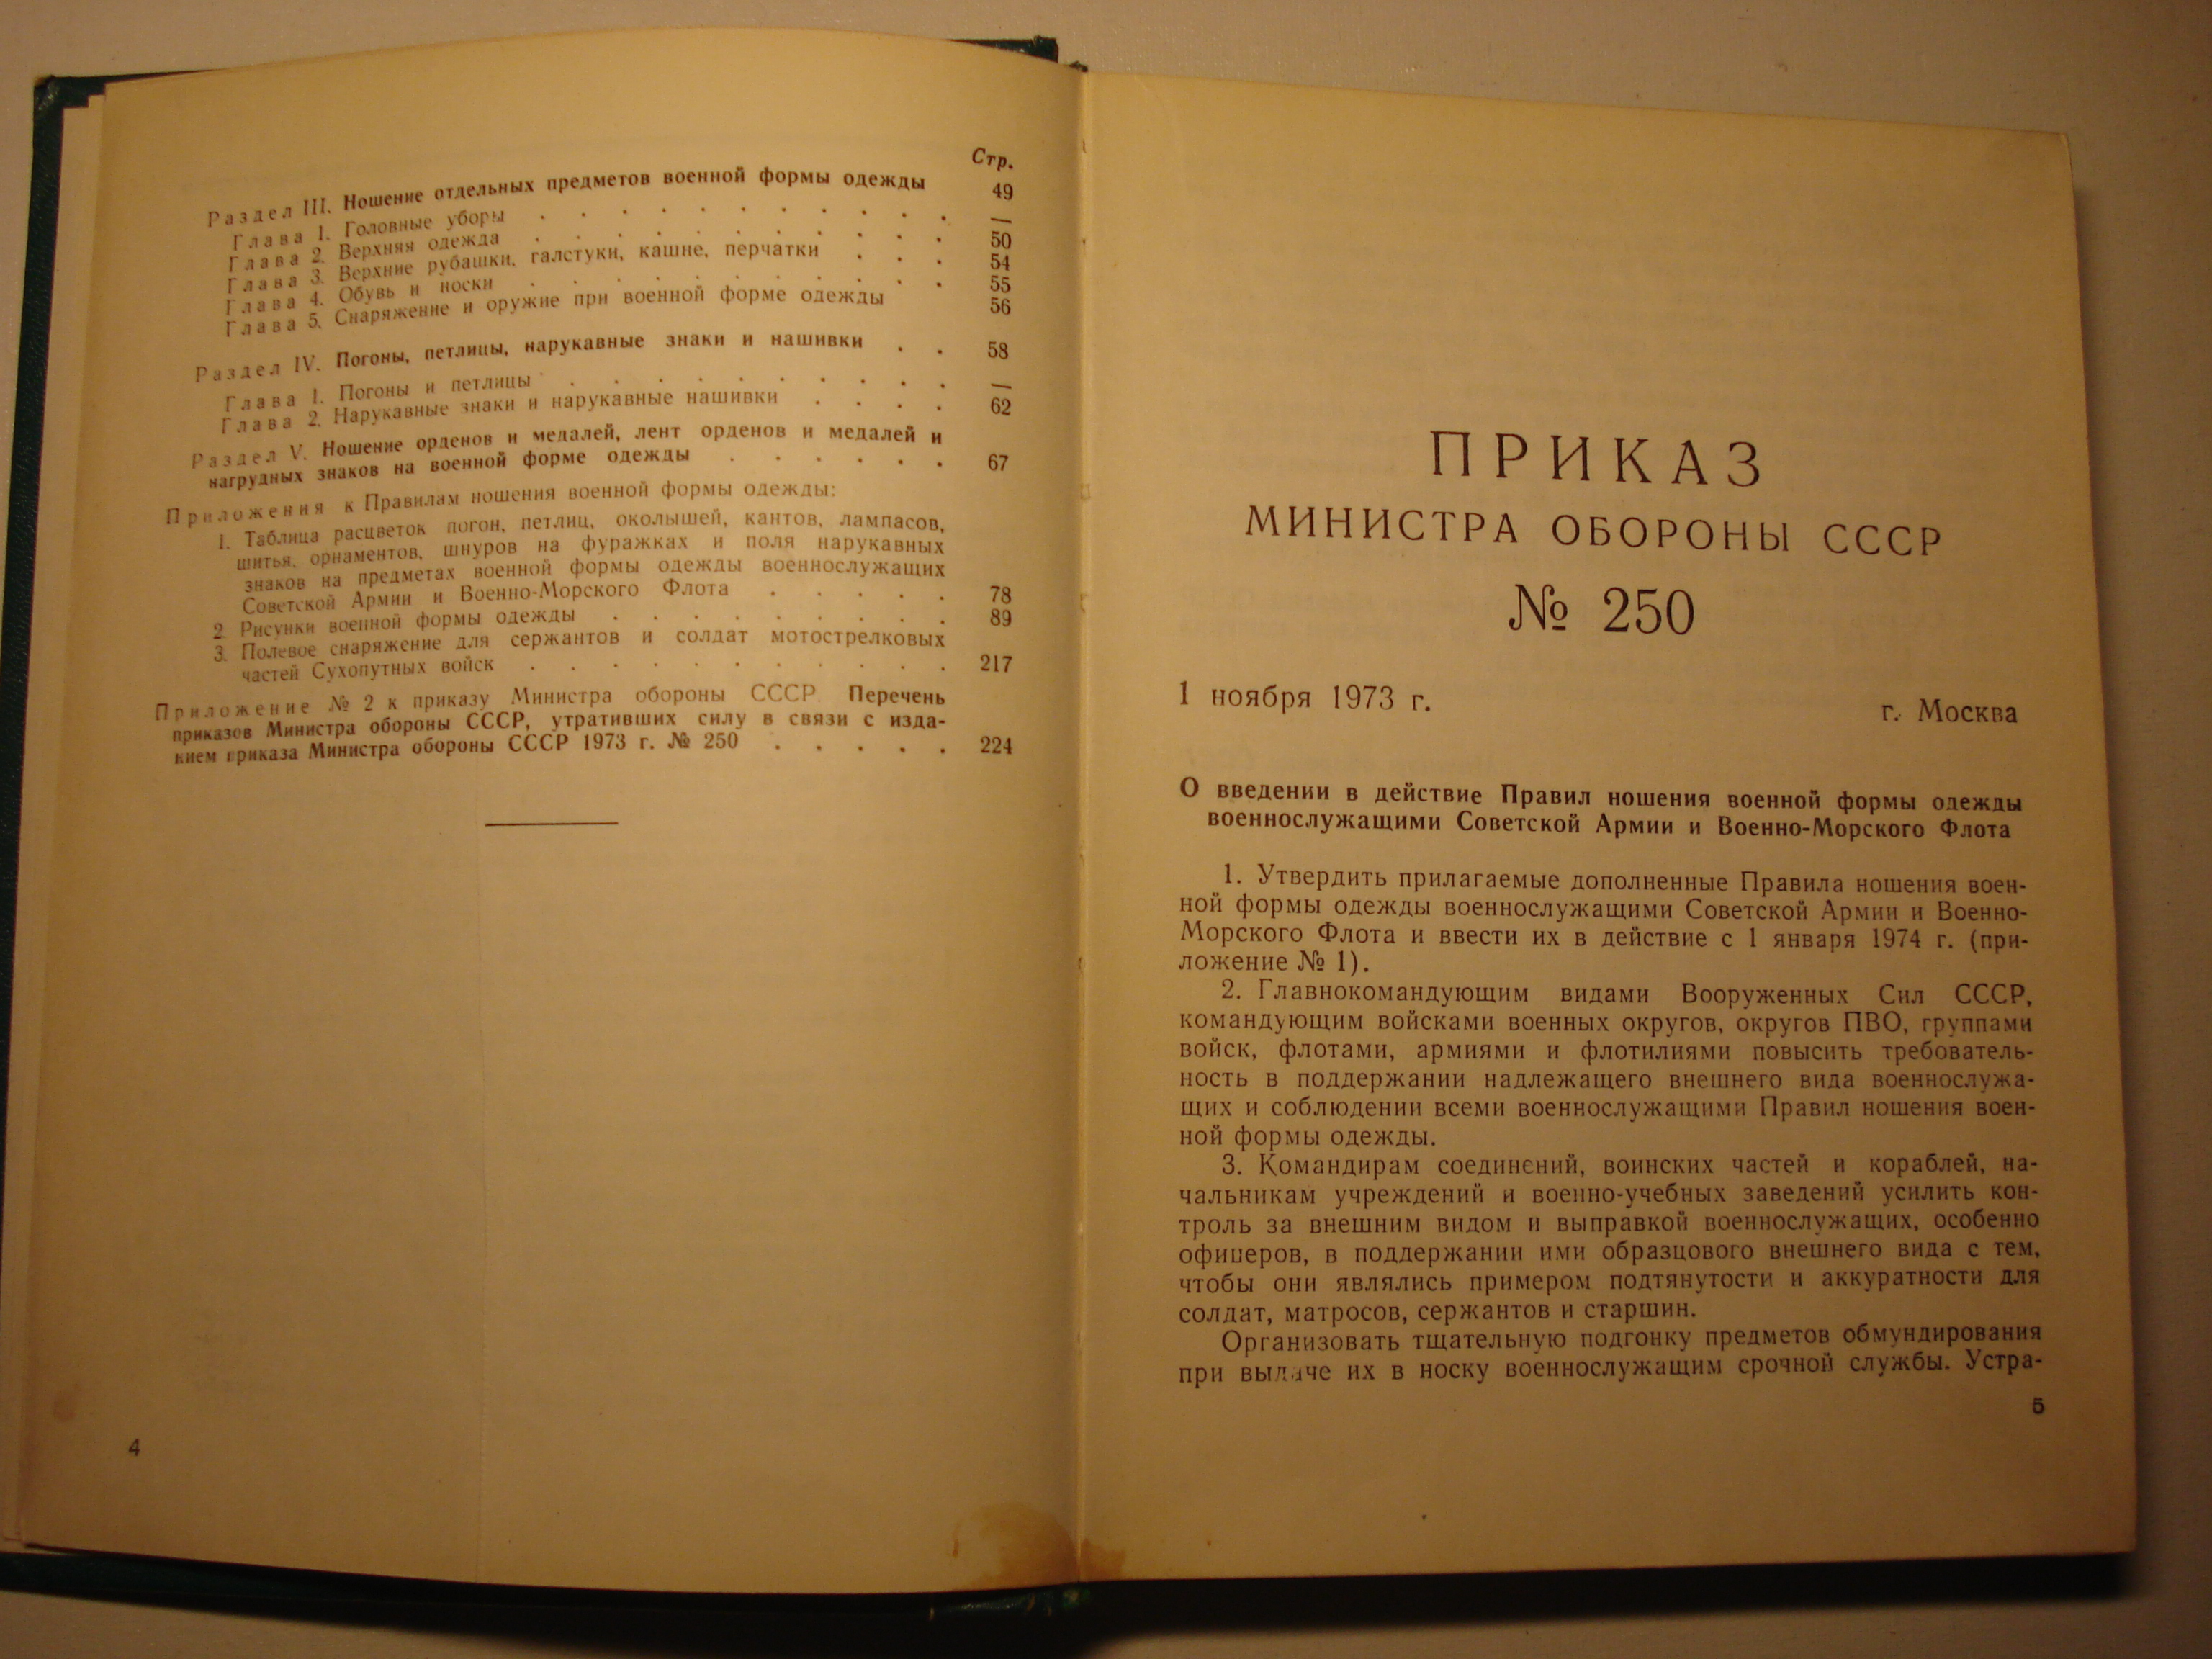 Стр.
Раздел III. Ношение отдельных предметов военной формы одежды 49
Глава 1. Головные уборы . . . . . . . . . . . —
Глава 2. Верхняя одежда . . . . . . . . . . . 50
Глава 3. Верхние рубашки, галстуки, кашне, перчатки . . . 54
Глава 4. Обувь и носки . . . . . . . . . . . 55
Глава 5. Снаряжение и оружие при военной форме одежды 56
Раздел IV. Погоны, петлицы, нарукавные знаки и нашивки . . 58
Глава 1. Погоны и петлицы . . . . . . . . . . —
Глава 2. Нарукавные знаки и нарукавные нашивки . . . . 62
Раздел V. Ношение орденов и медалей, лент орденов и медалей и
нагрудных знаков на военной форме одежды . . . . . . 67
Приложения к Правилам ношения военной формы одежды:
1. Таблица расцветок погон, петлиц, околышей, кантов, лампасов,
шитья, орнаментов, шнуров на фуражках и поля нарукавных
знаков на предметах военной формы одежды военнослужащих
Советской Армии и Военно-Морского Флота . . . . . 78
2. Рисунки военной формы одежды . . . . . . . . . 89
3. Полевое снаряжение для сержантов и солдат мотострелковых
частей Сухопутных войск . . . . . . . . . . . 217
Приложение № 2 к приказу Министра обороны СССР. Перечень
приказов Министра обороны СССР, утративших силу в связи с изда-
нием приказа Министра обороны СССР 1973 г. № 250 . . . . . 224
4
ПРИКАЗ
МИНИСТРА ОБОРОНЫ СССР
№ 250
1 ноября 1973 г.
г. Москва
О введении в действие Правил ношения военной формы одежды
военнослужащими Советской Армии и Военно-Морского Флота
1. Утвердить прилагаемые дополненные Правила ношения воен-
ной формы одежды военнослужащими Советской Армии и Военно-
Морского Флота и ввести их в действие с 1 января 1974 г. (при-
ложение № 1).
2. Главнокомандующим видами Вооруженных Сил СССР,
командующим войсками военных округов, округов ПВО, группами
войск, флотами, армиями и флотилиями повысить требователь-
ность в поддержании надлежащего внешнего вида военнослужа-
щих и соблюдении всеми военнослужащими Правил ношения воен-
ной формы одежды.
3. Командирам соединений, воинских частей и кораблей, на-
чальникам учреждений и военно-учебных заведений усилить кон-
троль за внешним видом и выправкой военнослужащих, особенно
офицеров, в поддержании ими образцового внешнего вида с тем,
чтобы они являлись примером подтянутости и аккуратности для
солдат, матросов, сержантов и старшин.
Организовать тщательную подгонку предметов обмундирования
при выдаче их в носку военнослужащим срочной службы. Устра-
5